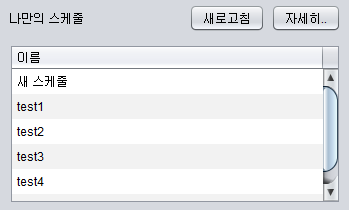 나만의 스케줄 새로고침 자세히..
이름
새 스케줄
test1
test2
test3
test4